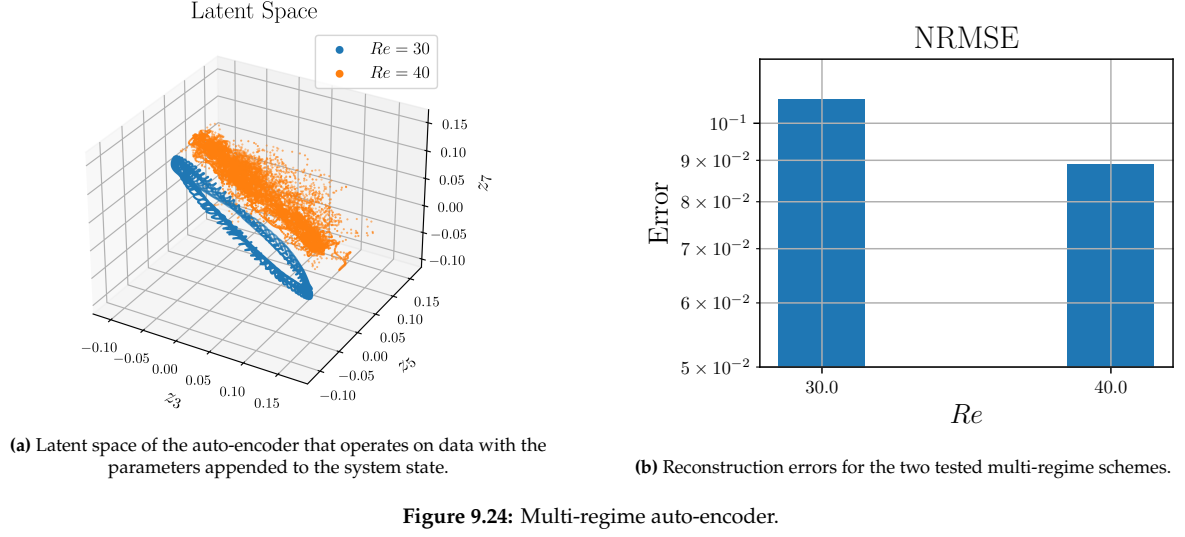 Latent Space
Re = 30
Re = 40
0.15
0.10
0.05
0.00
−0.05
−0.10
z7
0.15
0.10
0.05
0.00
−0.05
−0.10
z5
−0.10
−0.05
0.00
0.05
0.10
0.15
z3
(a) Latent space of the auto-encoder that operates on data with the
parameters appended to the system state.
NRMSE
10⁻¹
9 × 10⁻²
8 × 10⁻²
7 × 10⁻²
6 × 10⁻²
5 × 10⁻²
Error
30.0
40.0
Re
(b) Reconstruction errors for the two tested multi-regime schemes.
Figure 9.24: Multi-regime auto-encoder.